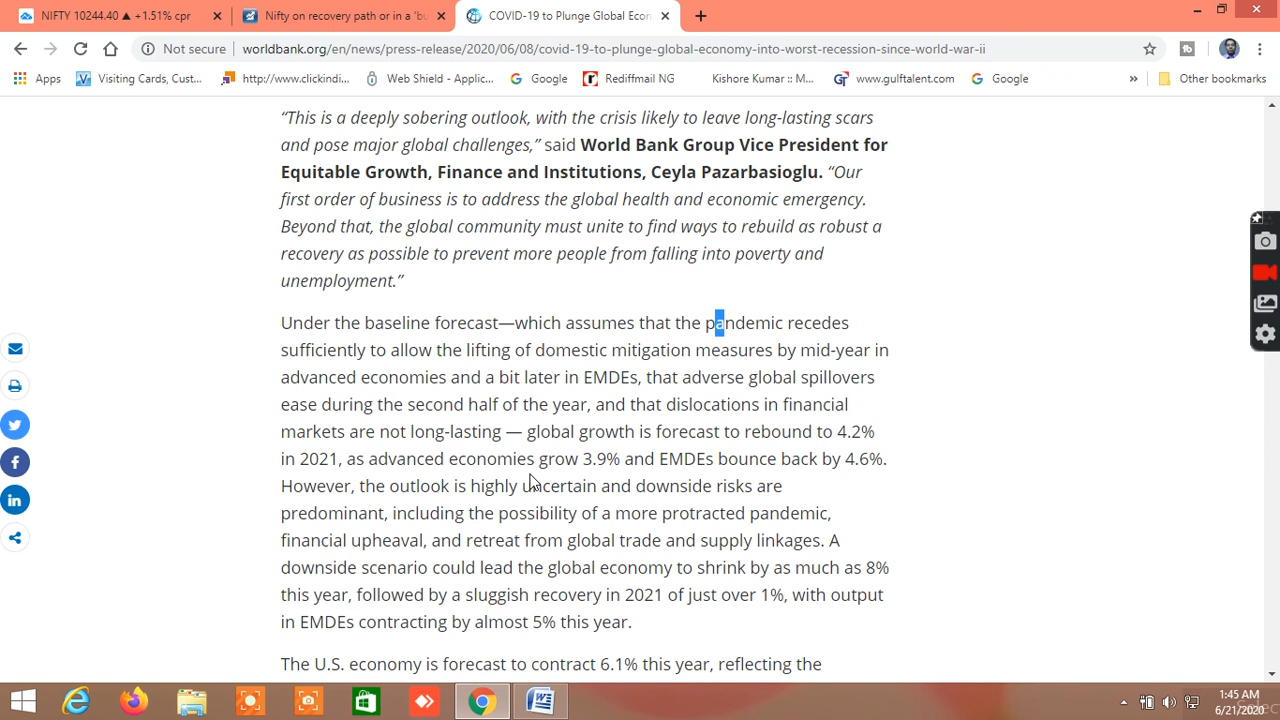 NIFTY 10244.40 ▲ +1.51% cpr
Nifty on recovery path or in a 'bu
COVID-19 to Plunge Global Econ
Not secure
worldbank.org/en/news/press-release/2020/06/08/covid-19-to-plunge-global-economy-into-worst-recession-since-world-war-ii
Apps
Visiting Cards, Cust...
http://www.clickindi...
Web Shield - Applic...
Google
Rediffmail NG
Kishore Kumar :: M...
www.gulftalent.com
Google
»
Other bookmarks
“This is a deeply sobering outlook, with the crisis likely to leave long-lasting scars
and pose major global challenges,” said World Bank Group Vice President for
Equitable Growth, Finance and Institutions, Ceyla Pazarbasioglu. “Our
first order of business is to address the global health and economic emergency.
Beyond that, the global community must unite to find ways to rebuild as robust a
recovery as possible to prevent more people from falling into poverty and
unemployment.”
Under the baseline forecast—which assumes that the pandemic recedes
sufficiently to allow the lifting of domestic mitigation measures by mid-year in
advanced economies and a bit later in EMDEs, that adverse global spillovers
ease during the second half of the year, and that dislocations in financial
markets are not long-lasting — global growth is forecast to rebound to 4.2%
in 2021, as advanced economies grow 3.9% and EMDEs bounce back by 4.6%.
However, the outlook is highly uncertain and downside risks are
predominant, including the possibility of a more protracted pandemic,
financial upheaval, and retreat from global trade and supply linkages. A
downside scenario could lead the global economy to shrink by as much as 8%
this year, followed by a sluggish recovery in 2021 of just over 1%, with output
in EMDEs contracting by almost 5% this year.
The U.S. economy is forecast to contract 6.1% this year, reflecting the
1:45 AM
6/21/2020